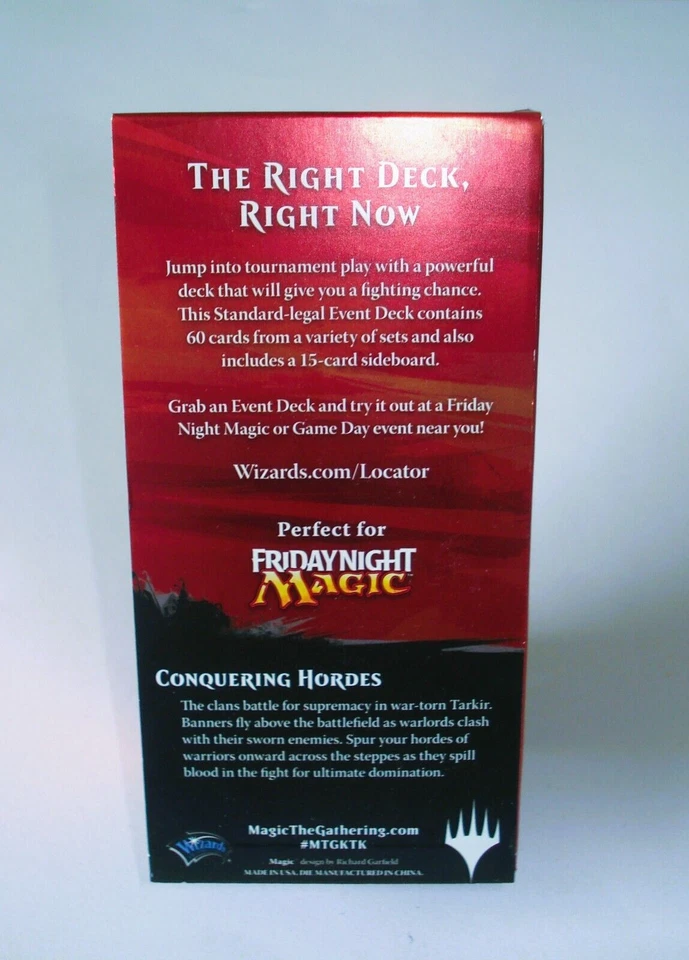 THE RIGHT DECK,
RIGHT NOW
Jump into tournament play with a powerful
deck that will give you a fighting chance.
This Standard-legal Event Deck contains
60 cards from a variety of sets and also
includes a 15-card sideboard.
Grab an Event Deck and try it out at a Friday
Night Magic or Game Day event near you!
Wizards.com/Locator
Perfect for
FRIDAY NIGHT
MAGIC™
CONQUERING HORDES
The clans battle for supremacy in war-torn Tarkir.
Banners fly above the battlefield as warlords clash
with their sworn enemies. Spur your hordes of
warriors onward across the steppes as they spill
blood in the fight for ultimate domination.
Wizards
MagicTheGathering.com
#MTGKTK
Magic design by Richard Garfield
MADE IN USA. DIE MANUFACTURED IN CHINA.